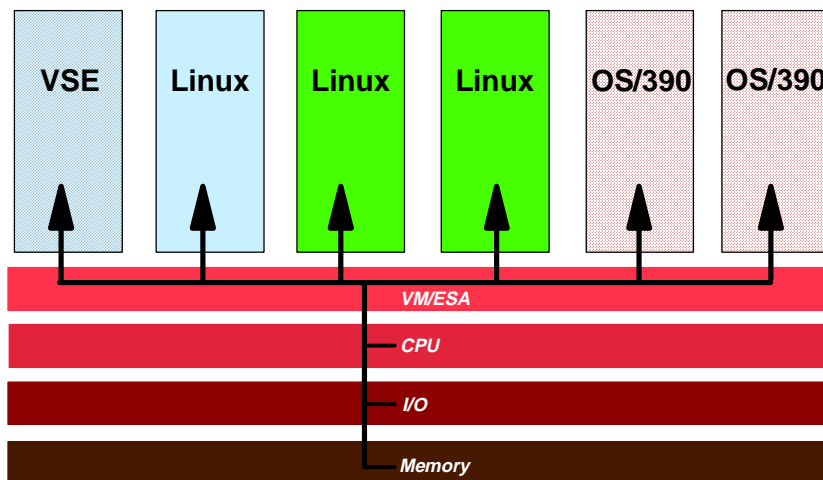 VSE
Linux
Linux
Linux
OS/390
OS/390
VM/ESA
CPU
I/O
Memory